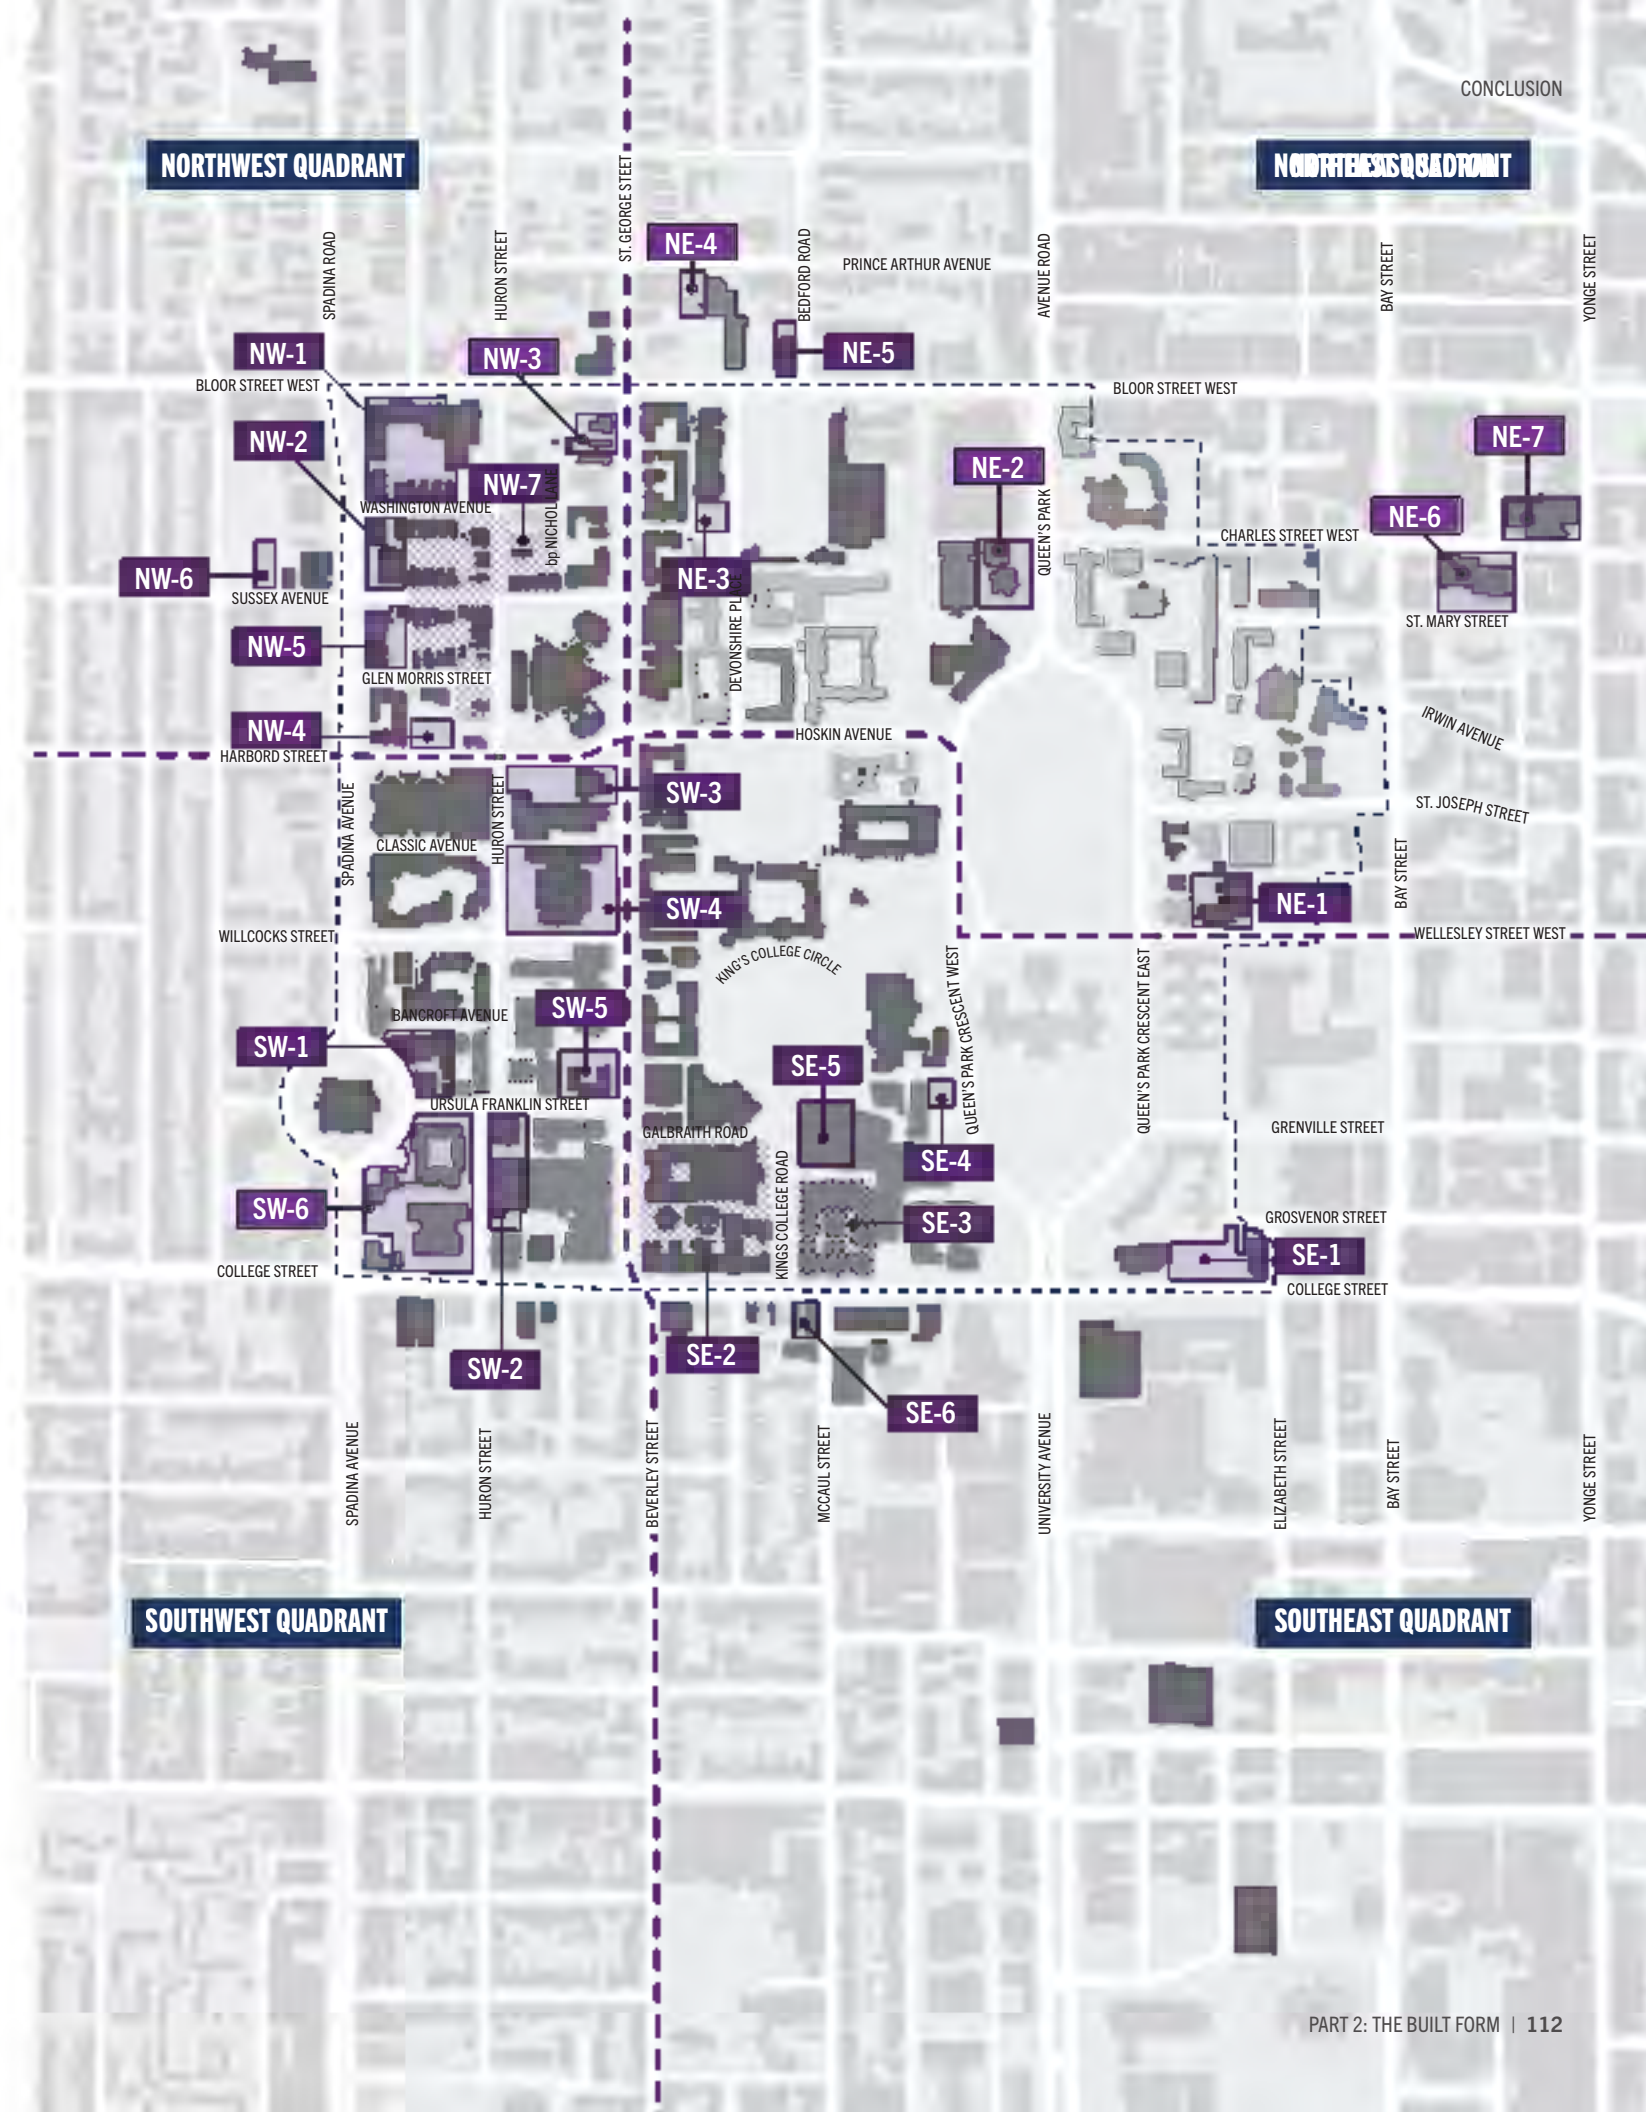 CONCLUSION
NORTHWEST QUADRANT
NORTHEAST QUADRANT
ST. GEORGE STEET
SPADINA ROAD
HURON STREET
NE-4
BEDFORD ROAD
PRINCE ARTHUR AVENUE
AVENUE ROAD
BAY STREET
YONGE STREET
NW-1
NW-3
NE-5
BLOOR STREET WEST
BLOOR STREET WEST
NW-2
NE-7
NE-2
NW-7
WASHINGTON AVENUE
bp NICHOL LANE
QUEEN'S PARK
NE-6
CHARLES STREET WEST
NW-6
NE-3
SUSSEX AVENUE
DEVONSHIRE PLACE
ST. MARY STREET
NW-5
GLEN MORRIS STREET
NW-4
HARBORD STREET
HOSKIN AVENUE
IRWIN AVENUE
SPADINA AVENUE
HURON STREET
SW-3
ST. JOSEPH STREET
CLASSIC AVENUE
BAY STREET
SW-4
NE-1
WILLCOCKS STREET
WELLESLEY STREET WEST
KING'S COLLEGE CIRCLE
QUEEN'S PARK CRESCENT WEST
QUEEN'S PARK CRESCENT EAST
BANCROFT AVENUE
SW-5
SW-1
SE-5
URSULA FRANKLIN STREET
GALBRAITH ROAD
GRENVILLE STREET
SE-4
KINGS COLLEGE ROAD
SW-6
SE-3
GROSVENOR STREET
SE-1
COLLEGE STREET
COLLEGE STREET
SW-2
SE-2
SE-6
SPADINA AVENUE
HURON STREET
BEVERLEY STREET
MCCAUL STREET
UNIVERSITY AVENUE
ELIZABETH STREET
BAY STREET
YONGE STREET
SOUTHWEST QUADRANT
SOUTHEAST QUADRANT
PART 2: THE BUILT FORM | 112